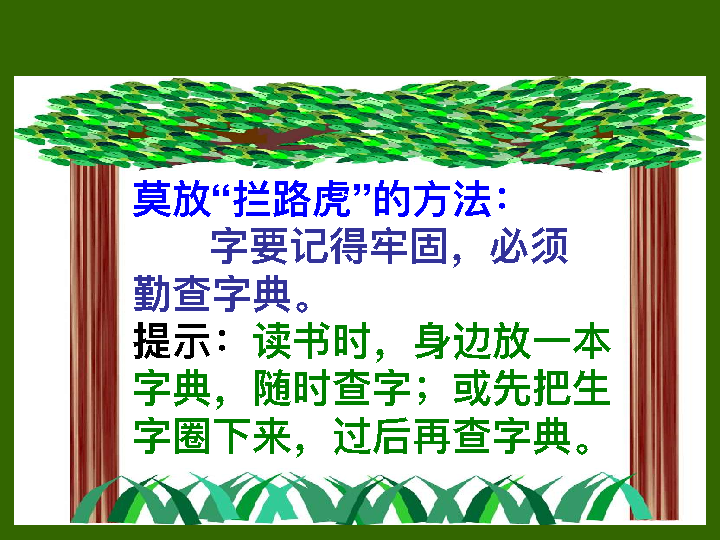 莫放“拦路虎”的方法：
字要记得牢固，必须
勤查字典。
提示：读书时，身边放一本
字典，随时查字；或先把生
字圈下来，过后再查字典。